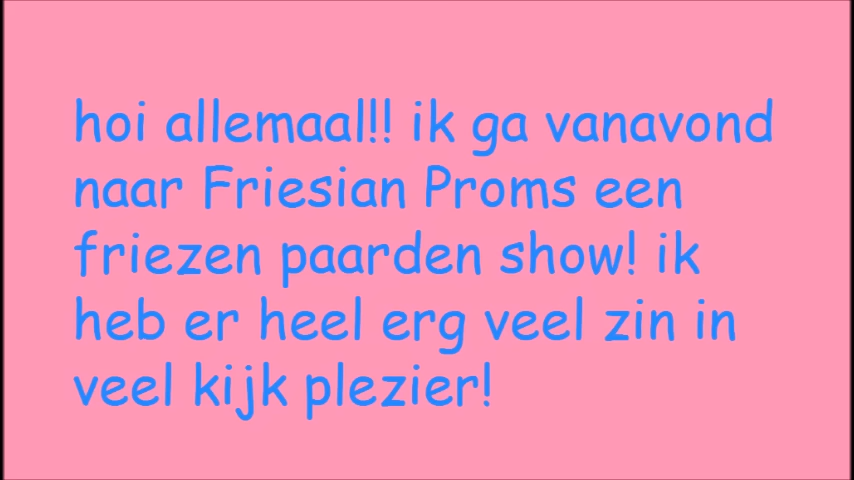 hoi allemaal!! ik ga vanavond
naar Friesian Proms een
friezen paarden show! ik
heb er heel erg veel zin in
veel kijk plezier!